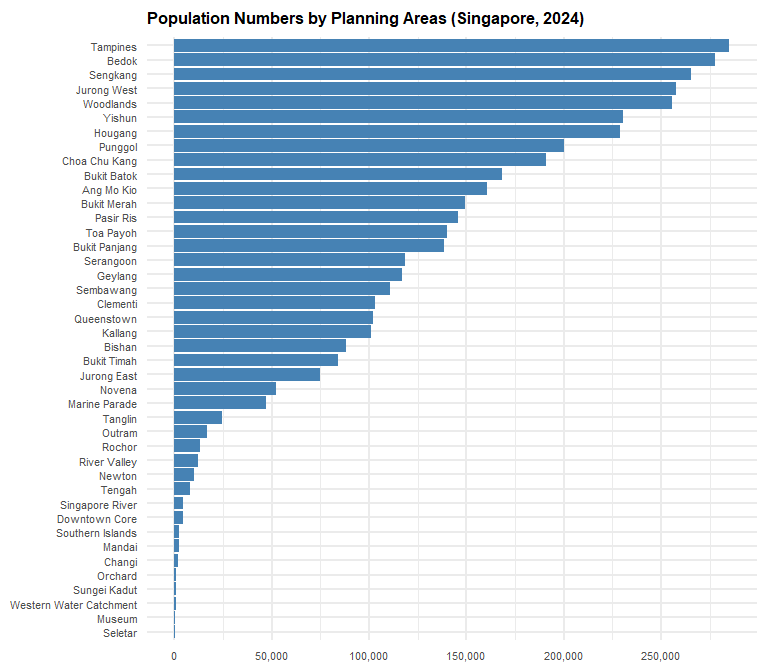 Population Numbers by Planning Areas (Singapore, 2024)
Tampines
Bedok
Sengkang
Jurong West
Woodlands
Yishun
Hougang
Punggol
Choa Chu Kang
Bukit Batok
Ang Mo Kio
Bukit Merah
Pasir Ris
Toa Payoh
Bukit Panjang
Serangoon
Geylang
Sembawang
Clementi
Queenstown
Kallang
Bishan
Bukit Timah
Jurong East
Novena
Marine Parade
Tanglin
Outram
Rochor
River Valley
Newton
Tengah
Singapore River
Downtown Core
Southern Islands
Mandai
Changi
Orchard
Sungei Kadut
Western Water Catchment
Museum
Seletar
0 50,000 100,000 150,000 200,000 250,000